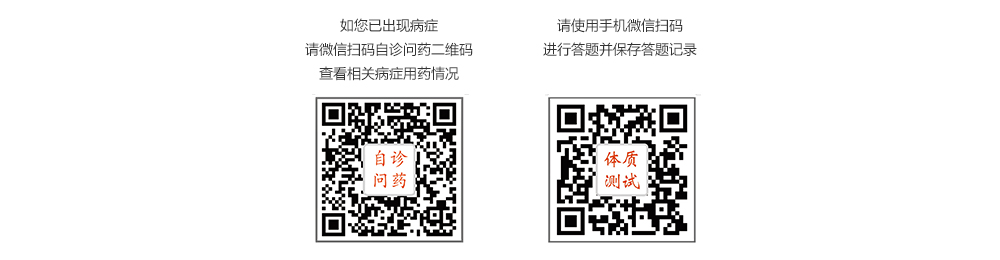 如您已出现病症
请微信扫码自诊问药二维码
查看相关病症用药情况
自诊
问药
请使用手机微信扫码
进行答题并保存答题记录
体质
测试